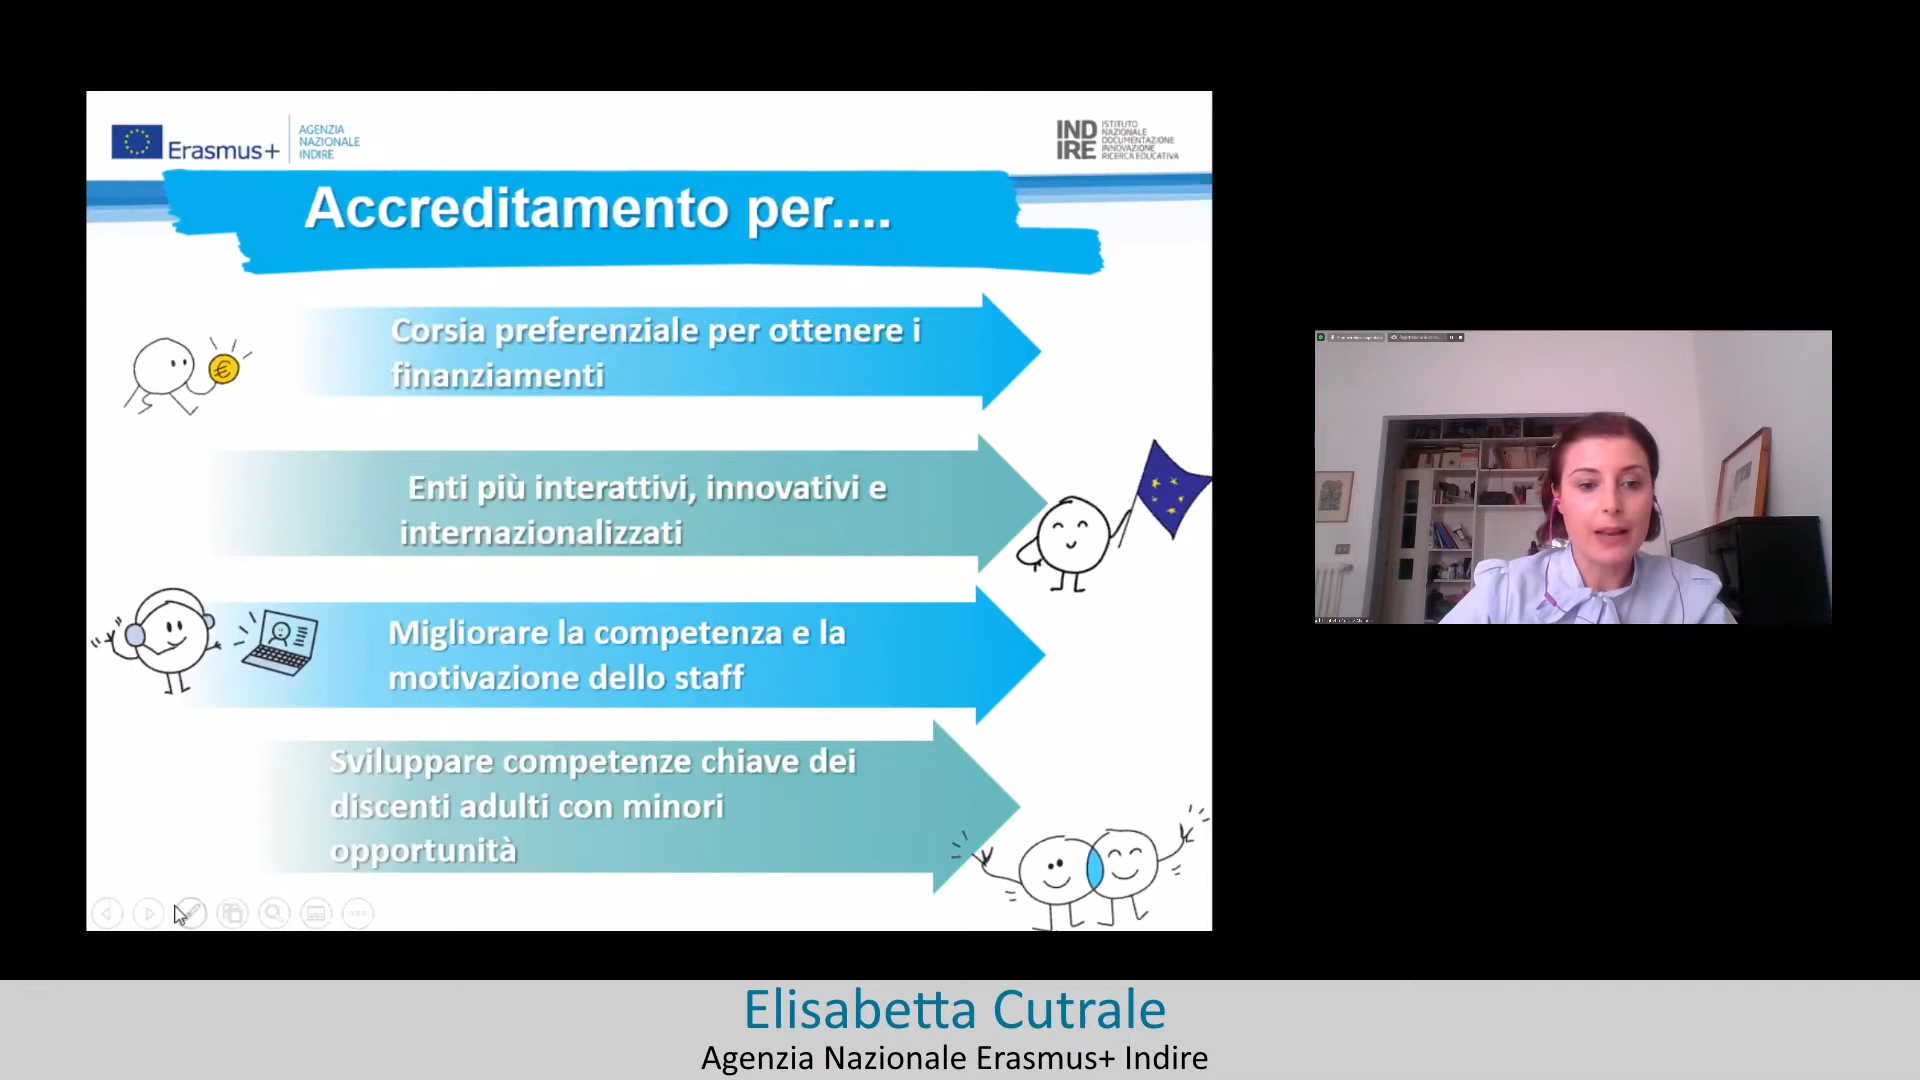 Erasmus+
AGENZIA
NAZIONALE
INDIRE
IND
IRE
ISTITUTO
NAZIONALE
DOCUMENTAZIONE
INNOVAZIONE
RICERCA EDUCATIVA
Accreditamento per....
Corsia preferenziale per ottenere i
finanziamenti
Enti più interattivi, innovativi e
internazionalizzati
Migliorare la competenza e la
motivazione dello staff
Sviluppare competenze chiave dei
discenti adulti con minori
opportunità
Elisabetta Cutrale
Agenzia Nazionale Erasmus+ Indire